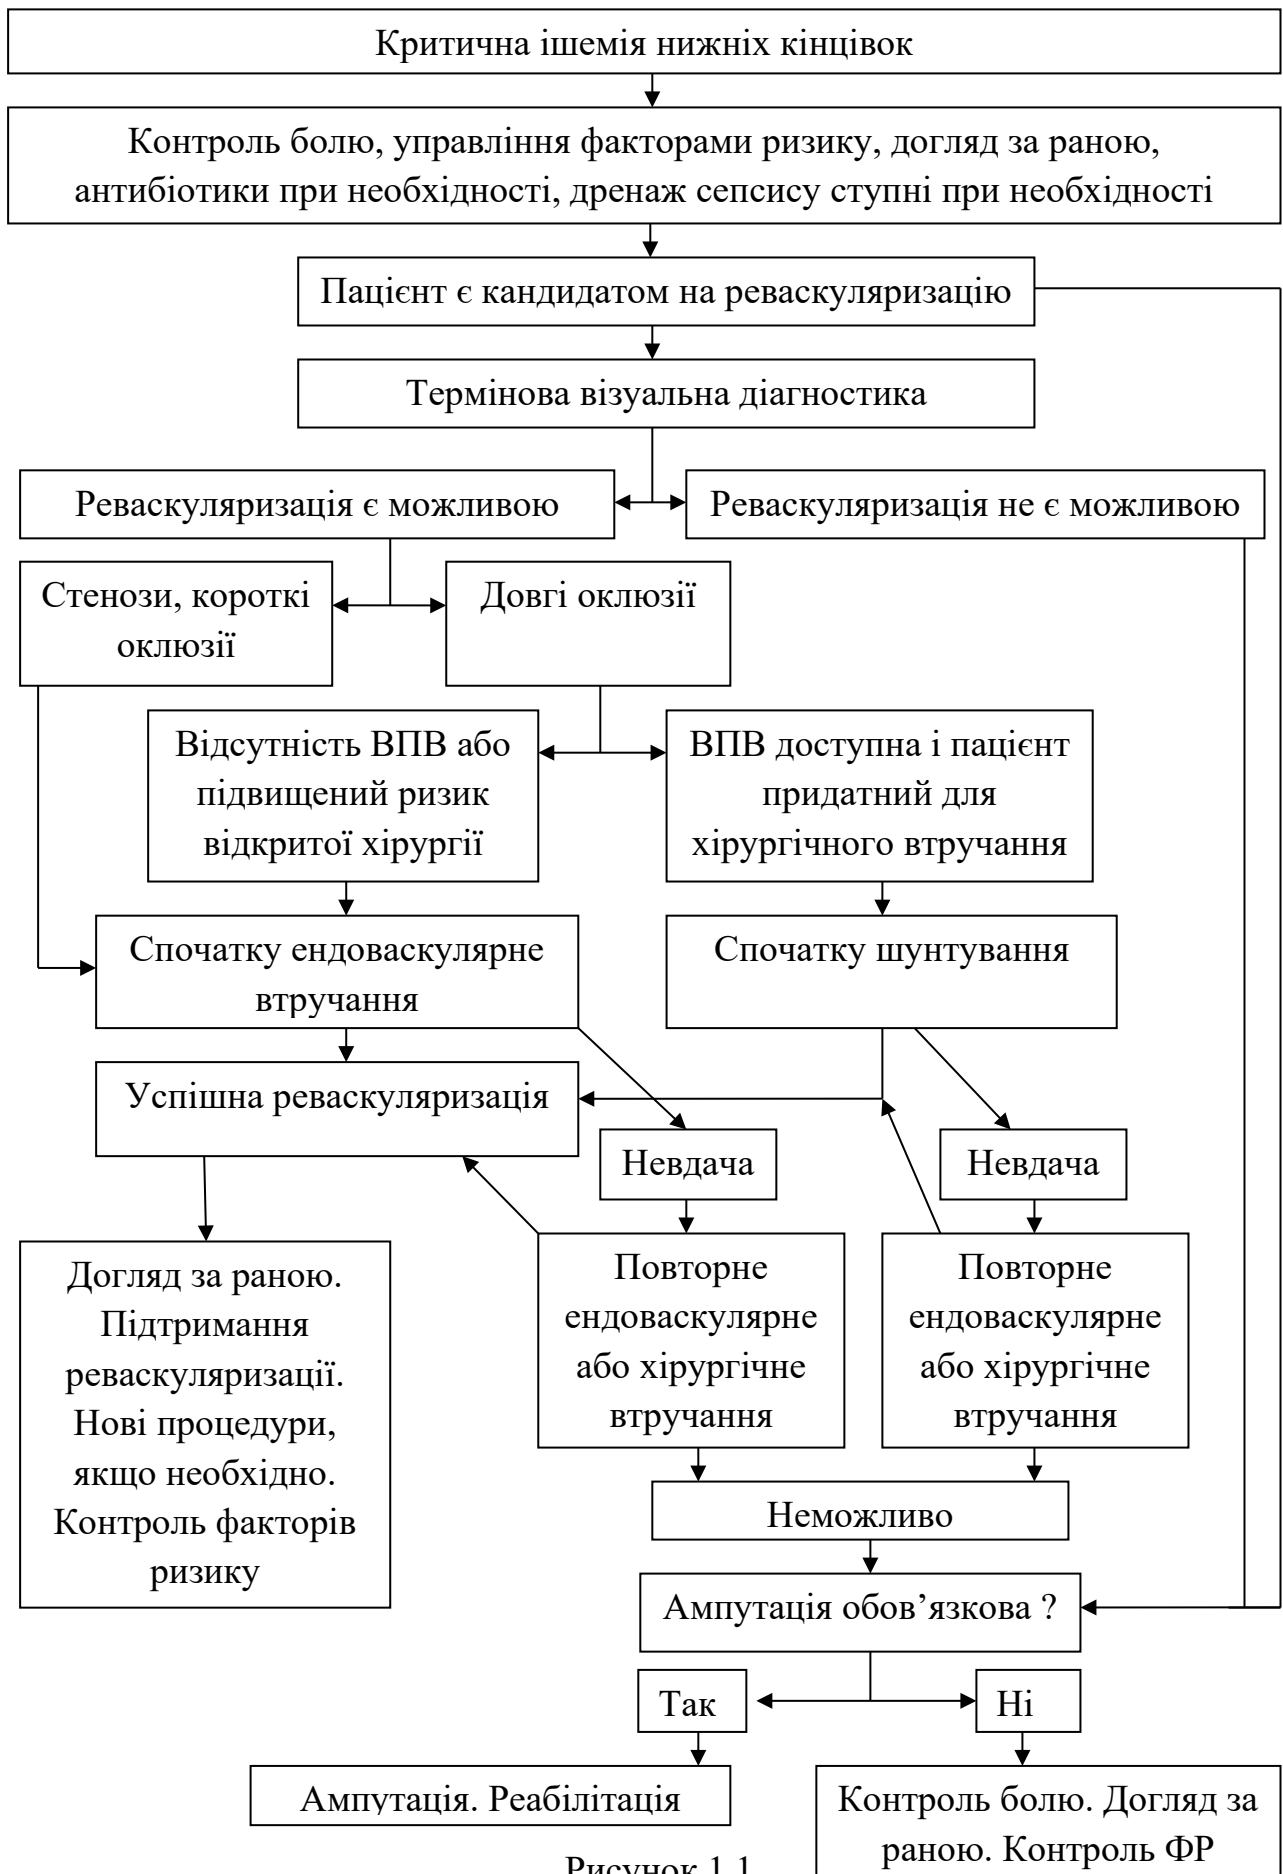 Критична ішемія нижніх кінцівок
Контроль болю, управління факторами ризику, догляд за раною,
антибіотики при необхідності, дренаж сепсису ступні при необхідності
Пацієнт є кандидатом на реваскуляризацію
Термінова візуальна діагностика
Реваскуляризація є можливою
Реваскуляризація не є можливою
Стенози, короткі
оклюзії
Довгі оклюзії
Відсутність ВПВ або
підвищений ризик
відкритої хірургії
ВПВ доступна і пацієнт
придатний для
хірургічного втручання
Спочатку ендоваскулярне
втручання
Спочатку шунтування
Успішна реваскуляризація
Невдача
Невдача
Догляд за раною.
Підтримання
реваскуляризації.
Нові процедури,
якщо необхідно.
Контроль факторів
ризику
Повторне
ендоваскулярне
або хірургічне
втручання
Повторне
ендоваскулярне
або хірургічне
втручання
Неможливо
Ампутація обов’язкова ?
Так
Ні
Ампутація. Реабілітація
Контроль болю. Догляд за
раною. Контроль ФР
Рисунок 1.1